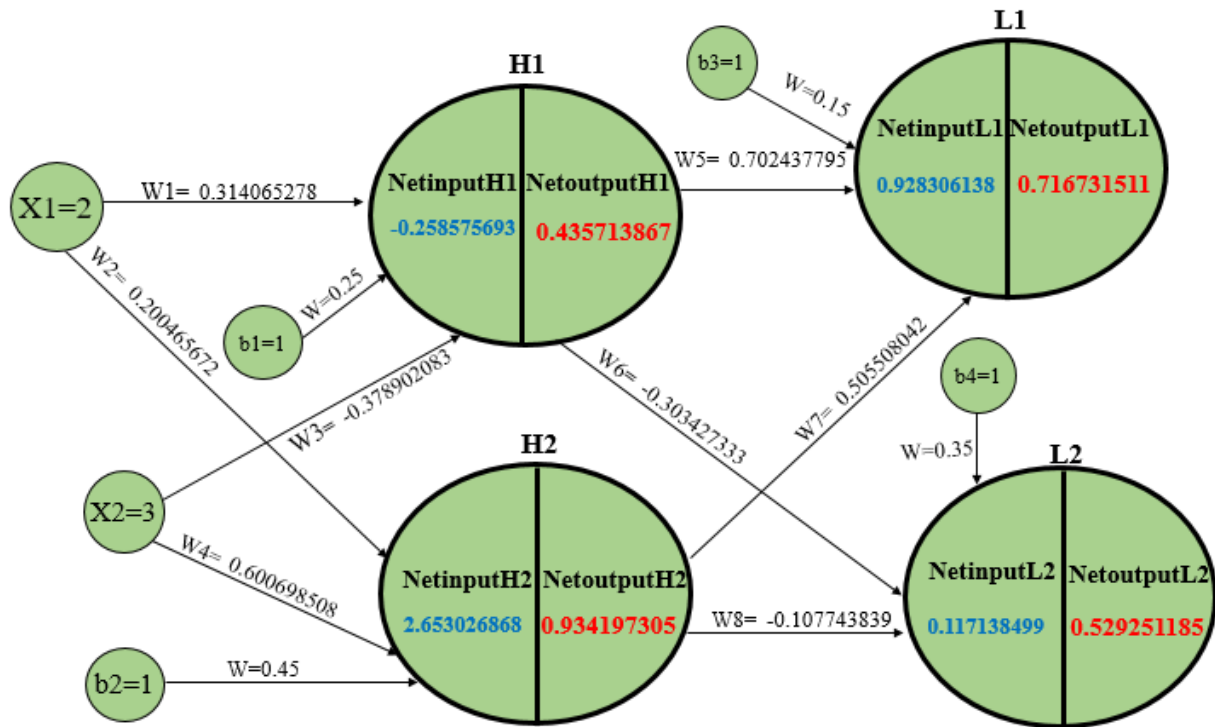 L1
b3=1
W=0.15
H1
NetinputL1
NetoutputL1
W5= 0.702437795
0.928306138
0.716731511
NetinputH1
NetoutputH1
W1= 0.314065278
X1=2
-0.258575693
0.435713867
W2= 0.200465672
W=0.25
b1=1
W3= -0.378902083
W6= -0.303427333
W7= 0.505508042
b4=1
H2
W=0.35
L2
X2=3
W4= 0.600698508
NetinputH2
NetoutputH2
NetinputL2
NetoutputL2
2.653026868
0.934197305
W8= -0.107743839
0.117138499
0.529251185
b2=1
W=0.45